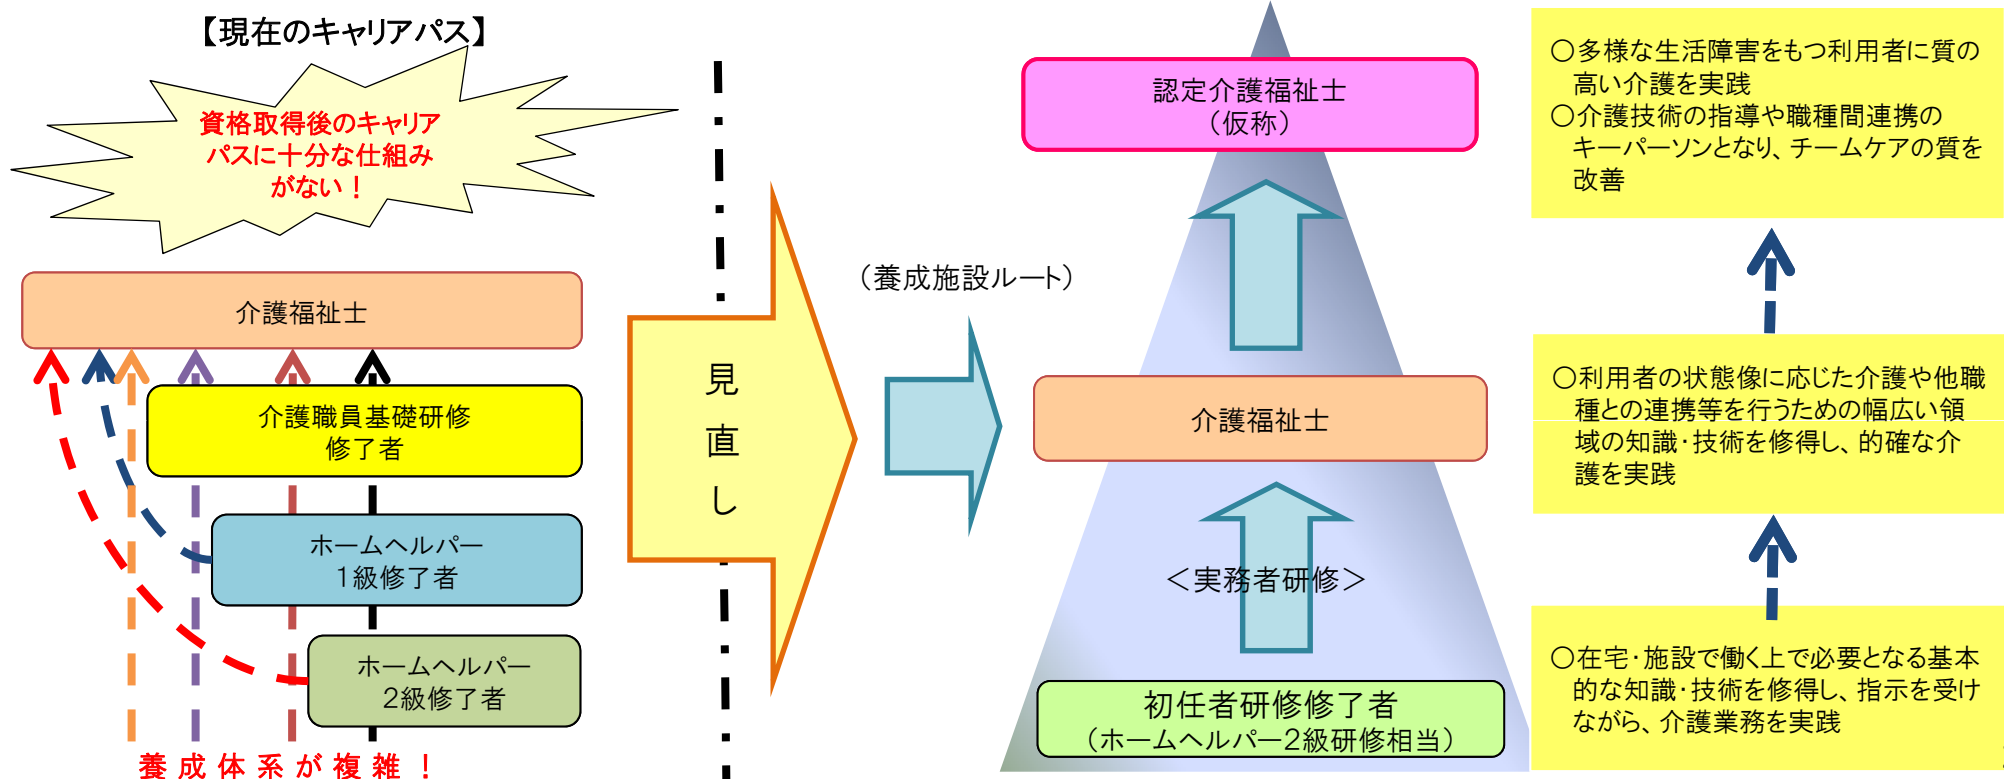 【現在のキャリアパス】
資格取得後のキャリア
パスに十分な仕組み
がない！
介護福祉士
介護職員基礎研修
修了者
ホームヘルパー
1級修了者
ホームヘルパー
2級修了者
養成体系が複雑！
見
直
し
（養成施設ルート）
認定介護福祉士
（仮称）
介護福祉士
＜実務者研修＞
初任者研修修了者
（ホームヘルパー2級研修相当）
○多様な生活障害をもつ利用者に質の
高い介護を実践
○介護技術の指導や職種間連携の
キーパーソンとなり、チームケアの質を
改善
○利用者の状態像に応じた介護や他職
種との連携等を行うための幅広い領
域の知識・技術を修得し、的確な介
護を実践
○在宅・施設で働く上で必要となる基本
的な知識・技術を修得し、指示を受け
ながら、介護業務を実践